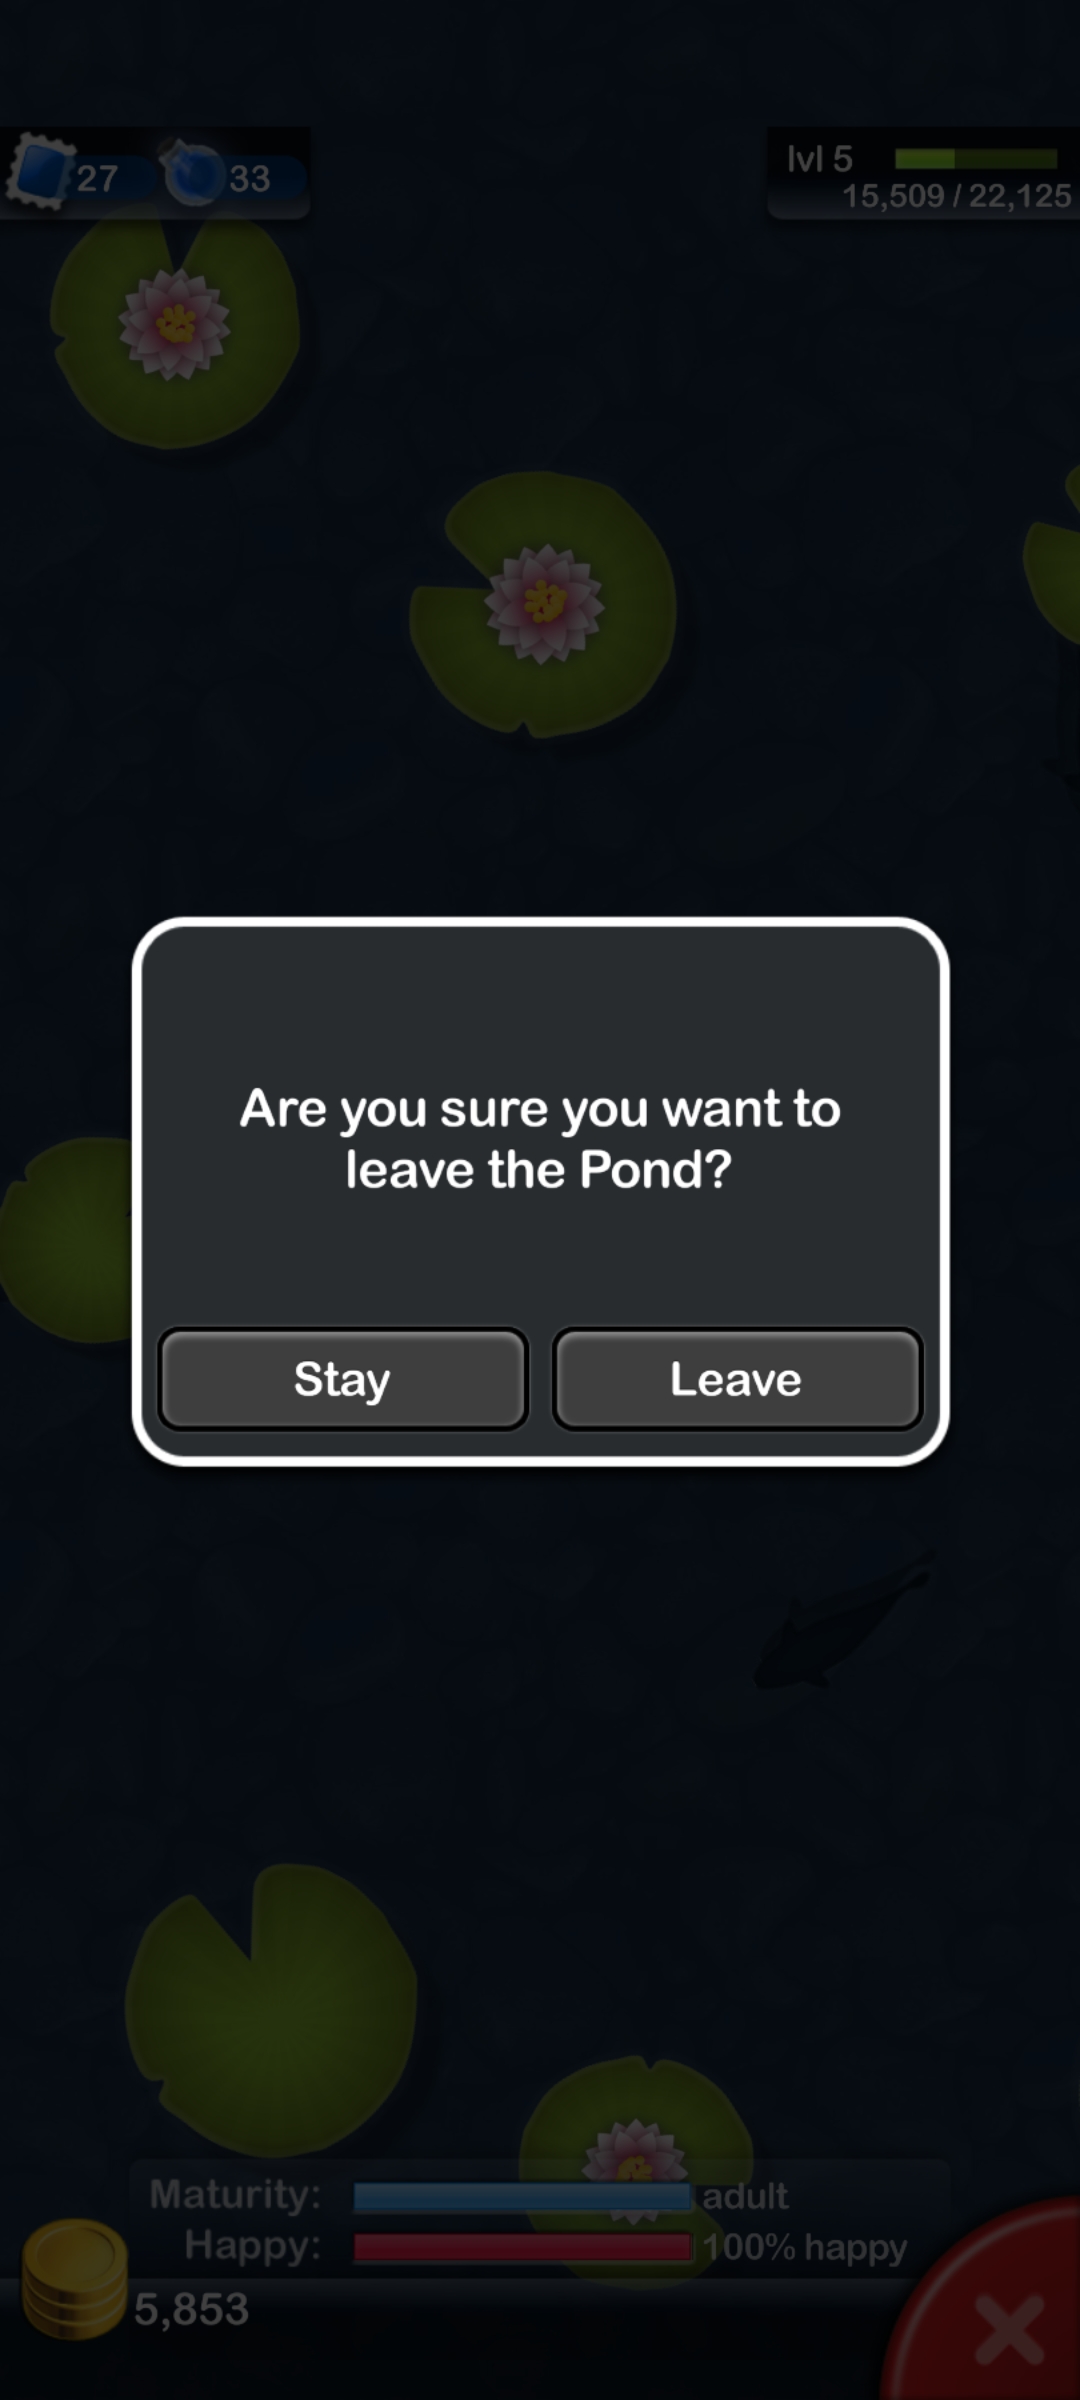 27
33
lvl 5
15,509 / 22,125
Are you sure you want to
leave the Pond?
Stay
Leave
Maturity:
adult
Happy:
100% happy
5,853